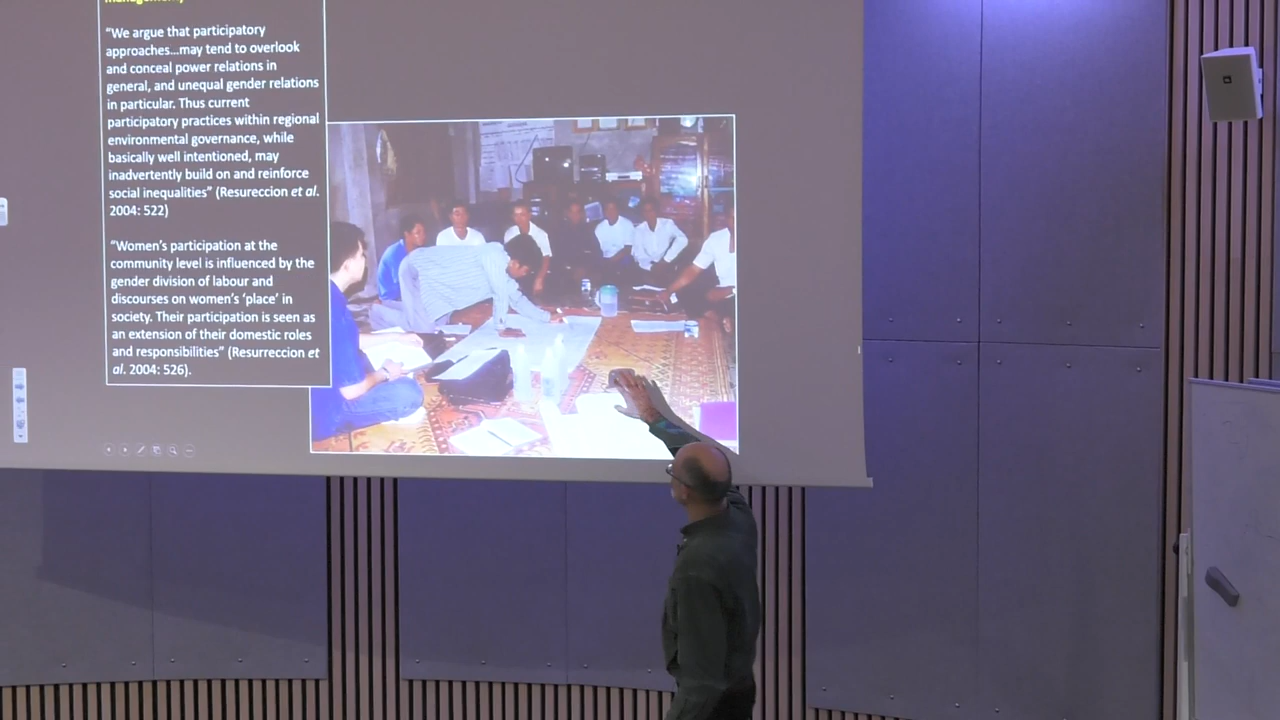 management)
“We argue that participatory
approaches...may tend to overlook
and conceal power relations in
general, and unequal gender relations
in particular. Thus current
participatory practices within regional
environmental governance, while
basically well intentioned, may
inadvertently build on and reinforce
social inequalities” (Resureccion et al.
2004: 522)
“Women’s participation at the
community level is influenced by the
gender division of labour and
discourses on women’s ‘place’ in
society. Their participation is seen as
an extension of their domestic roles
and responsibilities” (Resurreccion et
al. 2004: 526).